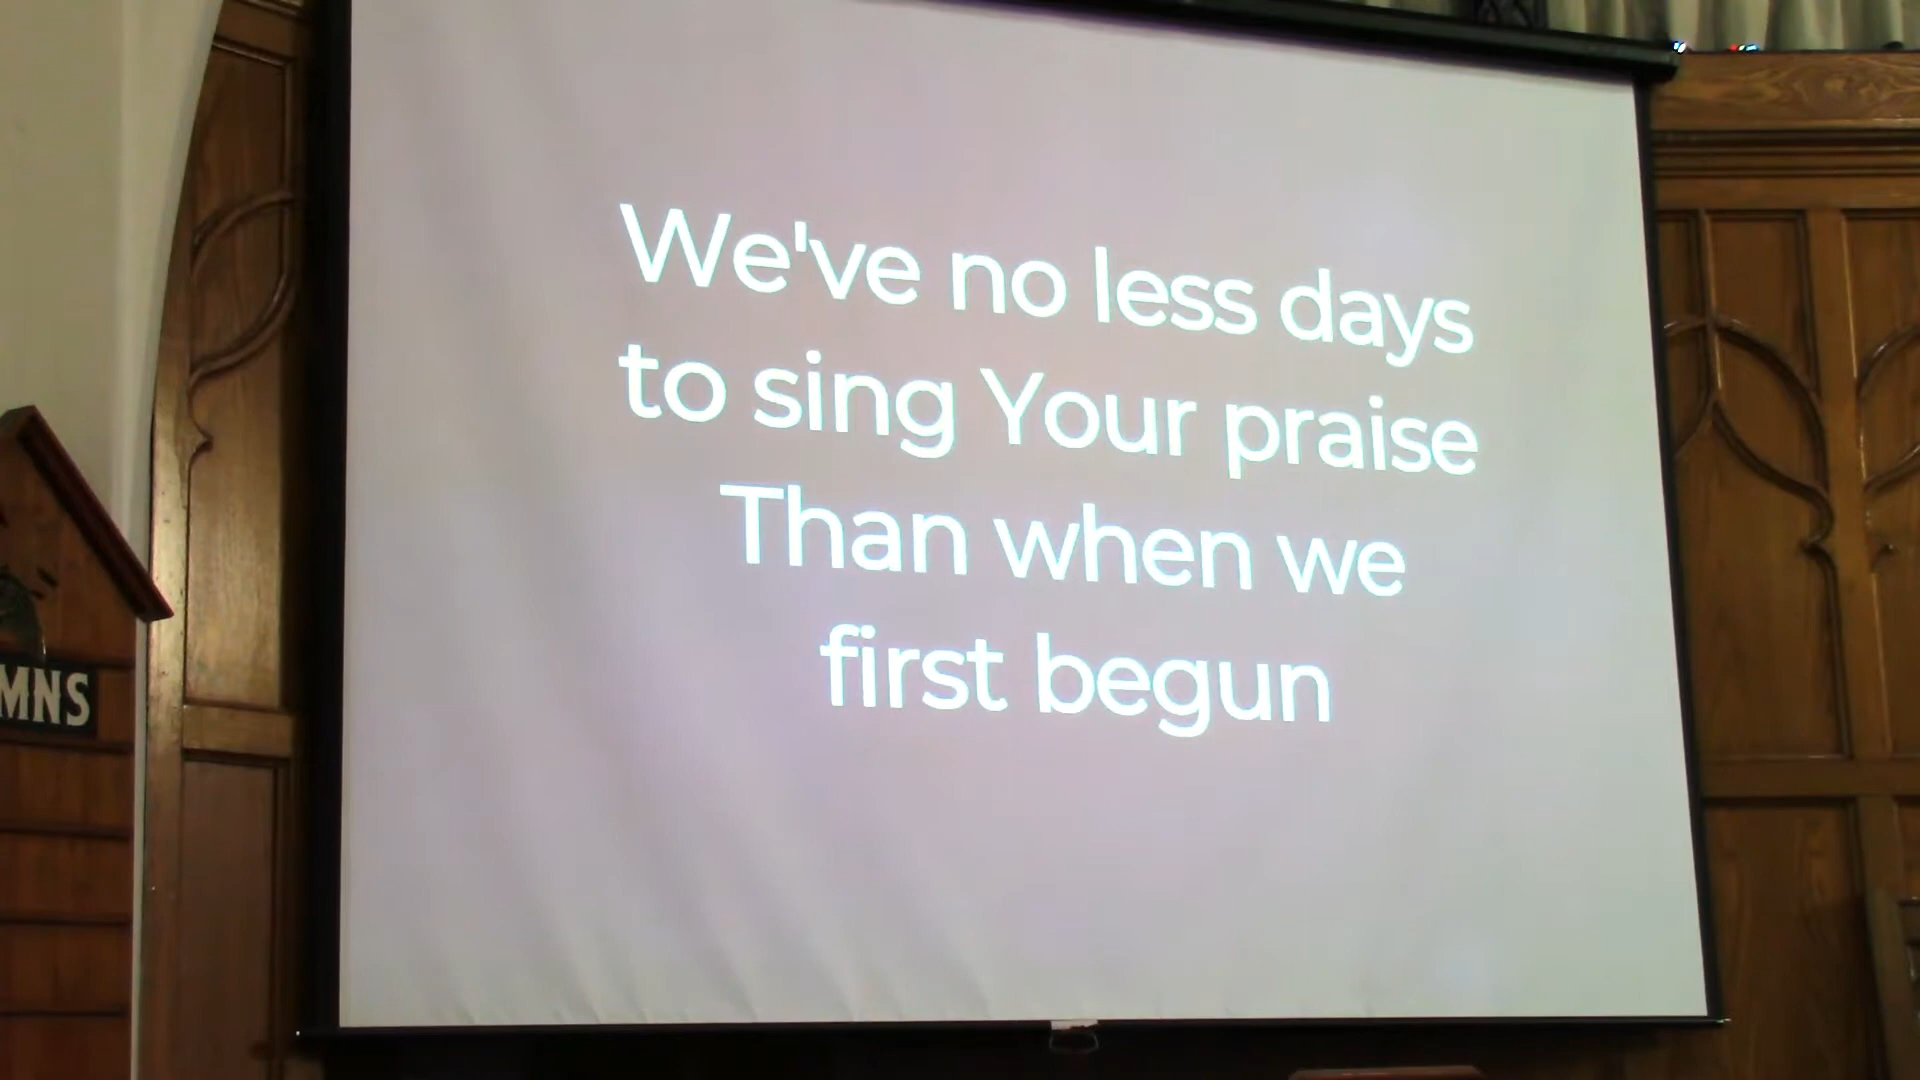 We've no less days
to sing Your praise
Than when we
first begun
MNS